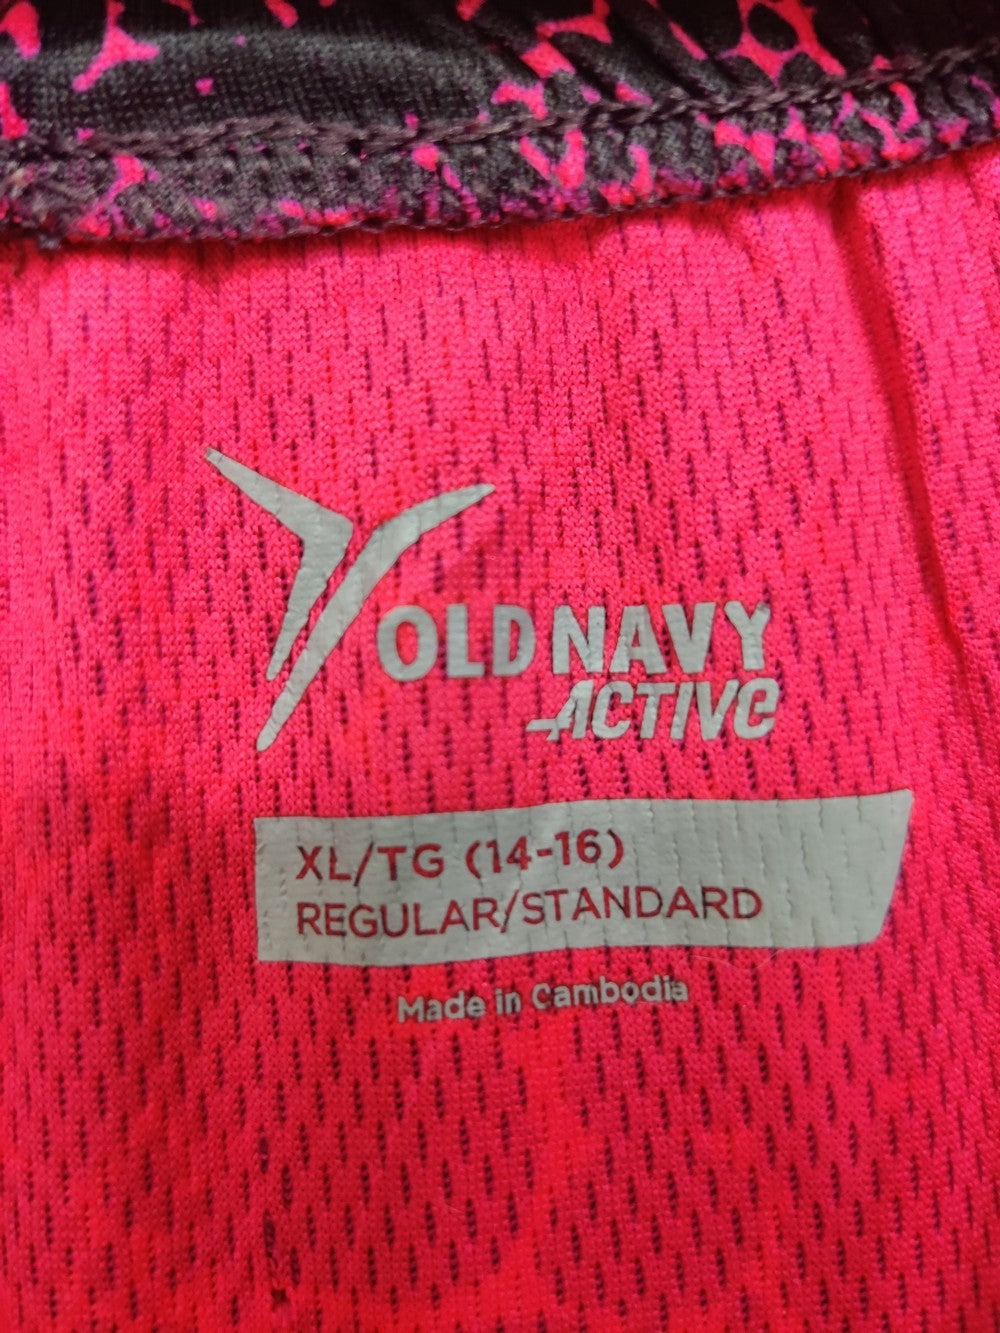 OLD NAVY
ACTIVE
XL/TG (14-16)
REGULAR/STANDARD
Made in Cambodia